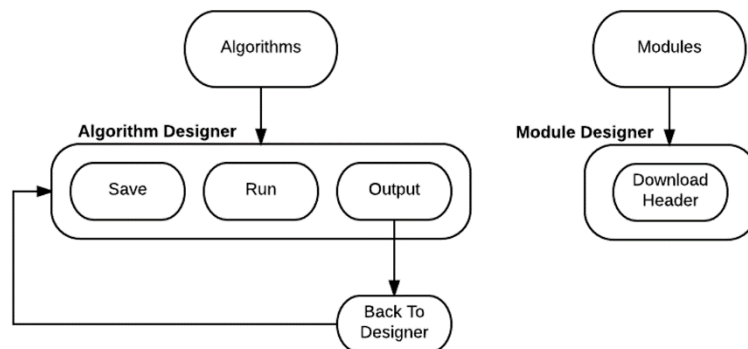 Algorithms
Modules
Algorithm Designer
Module Designer
Save
Run
Output
Download
Header
Back To
Designer